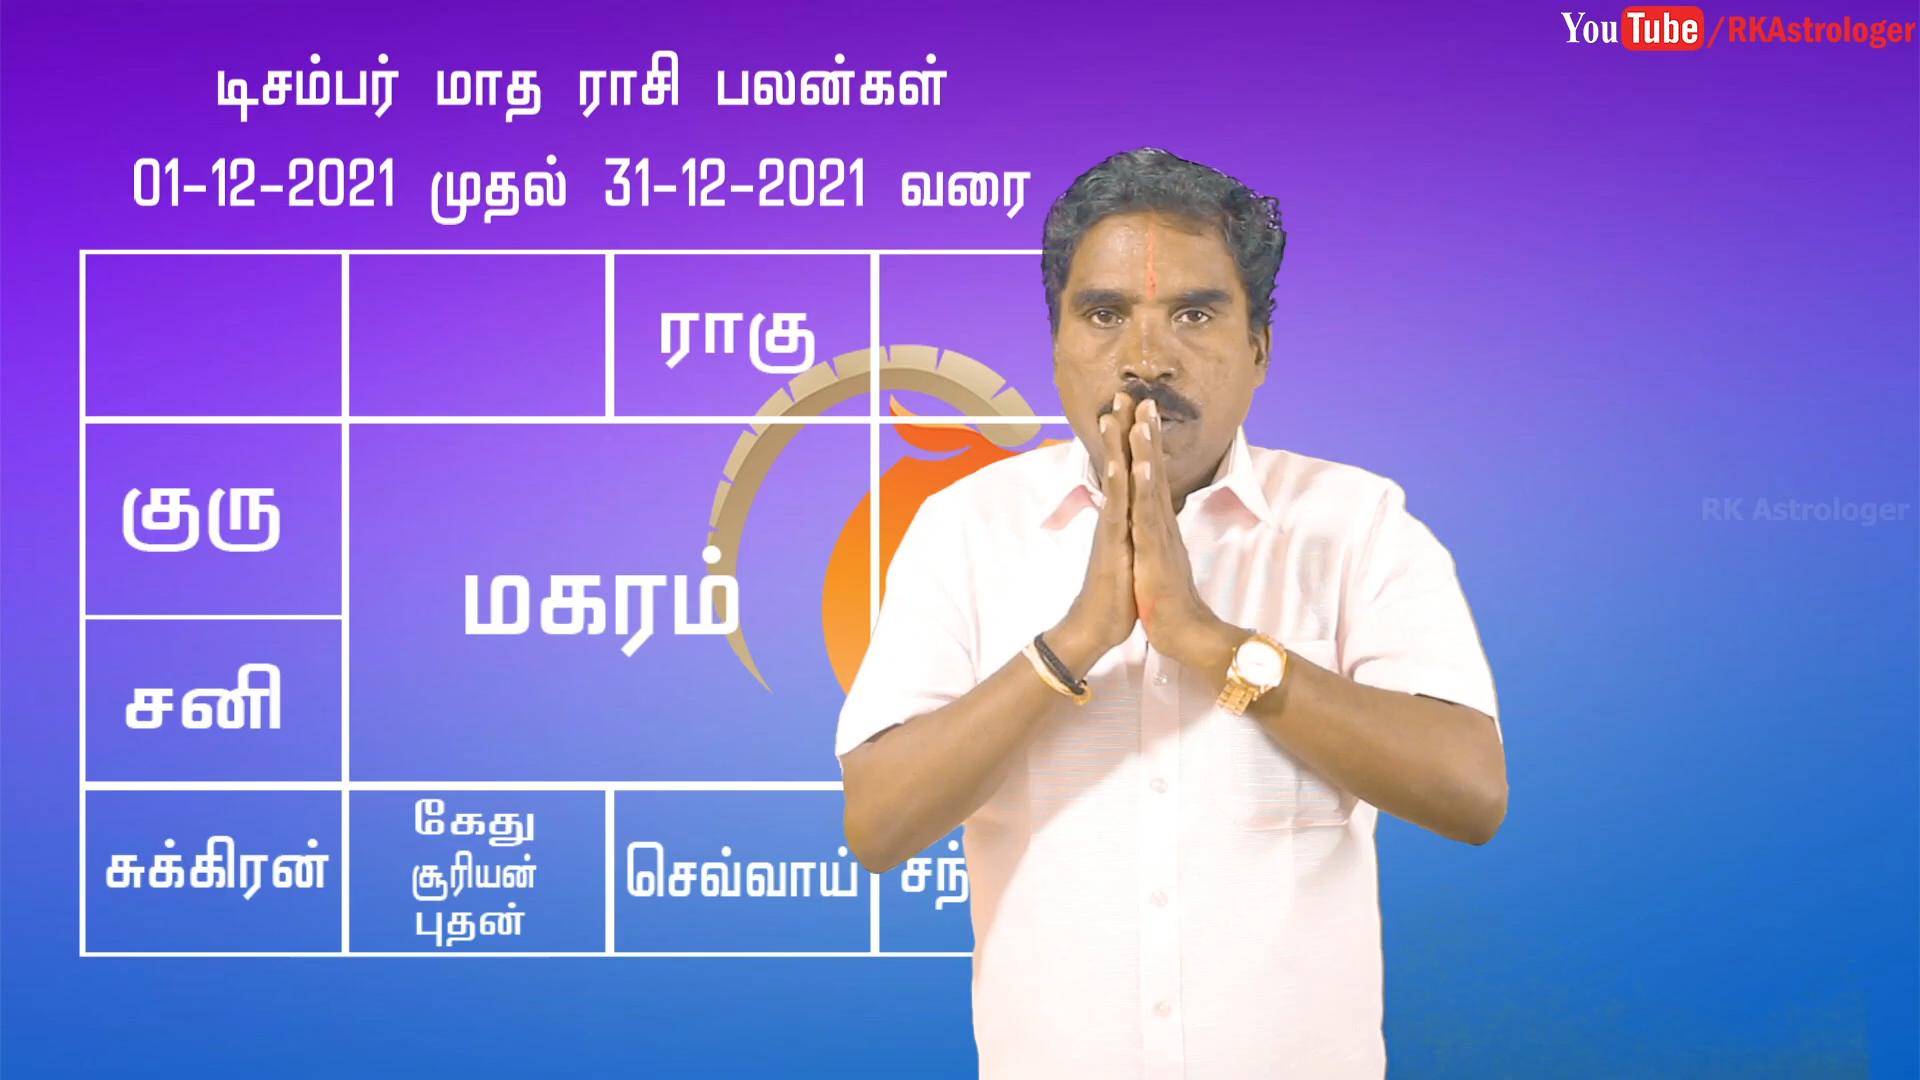 YouTube/RKAstrologer
டிசம்பர் மாத ராசி பலன்கள்
01-12-2021 முதல் 31-12-2021 வரை
ராகு
குரு
மகரம்
RK Astrologer
சனி
சுக்கிரன்
கேது
சூரியன்
புதன்
செவ்வாய்